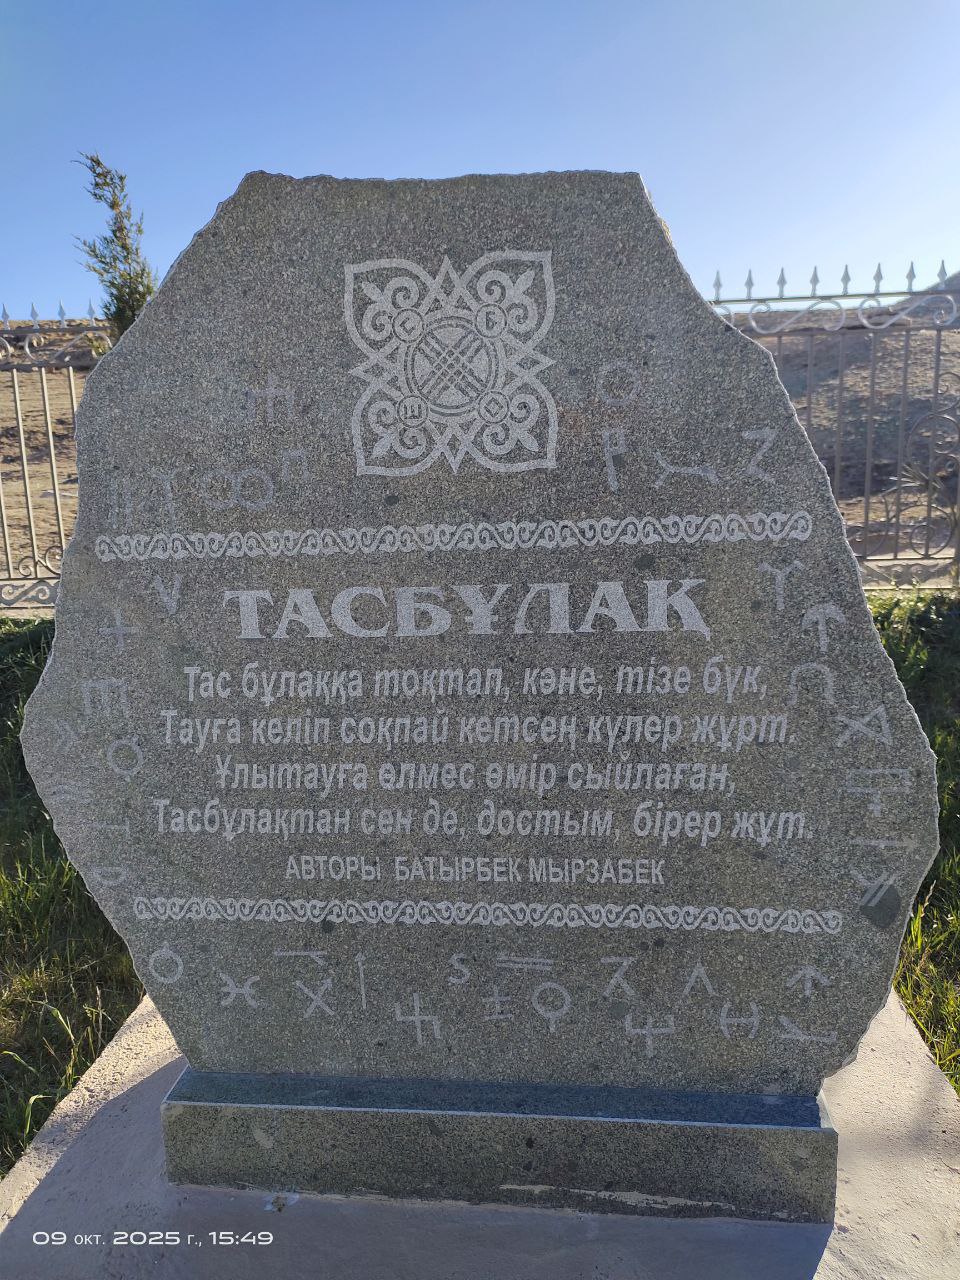 ТАСБҰЛАҚ
Тас бұлаққа тоқтап, кәне, тізе бүк,
Тауға келіп соқпай кетсең күлер жұрт.
Ұлытауға өлмес өмір сыйлаған,
Тасбұлақтан сен де, достым, бірер жұт.
АВТОРЫ БАТЫРБЕК МЫРЗАБЕК
09 окт. 2025 г., 15:49